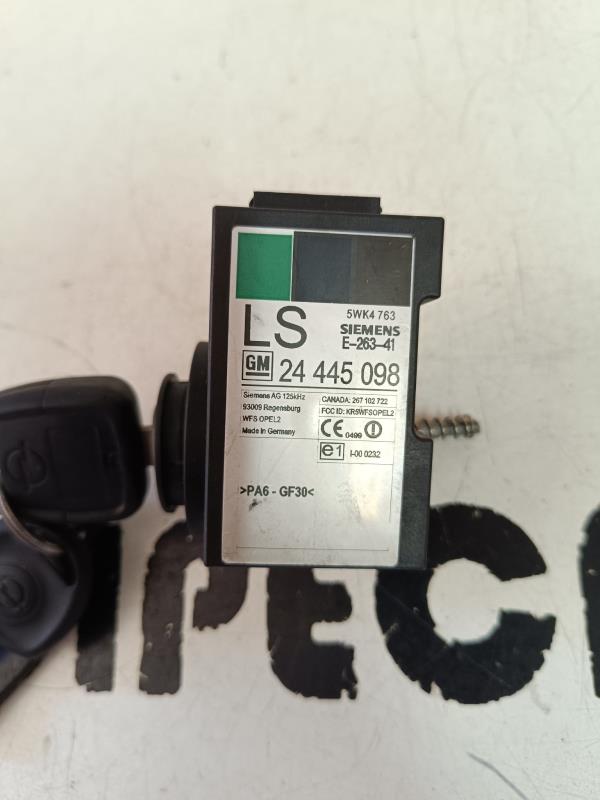 5WK4 763
LS SIEMENS
E-263-41
GM 24 445 098
Siemens AG 125kHz
93009 Regensburg
WFS OPEL2
Made in Germany
CANADA: 267 102 722
FCC ID: KR5WFSOPEL2
CE 0499
e1 I-00 0232
>PA6 - GF30<